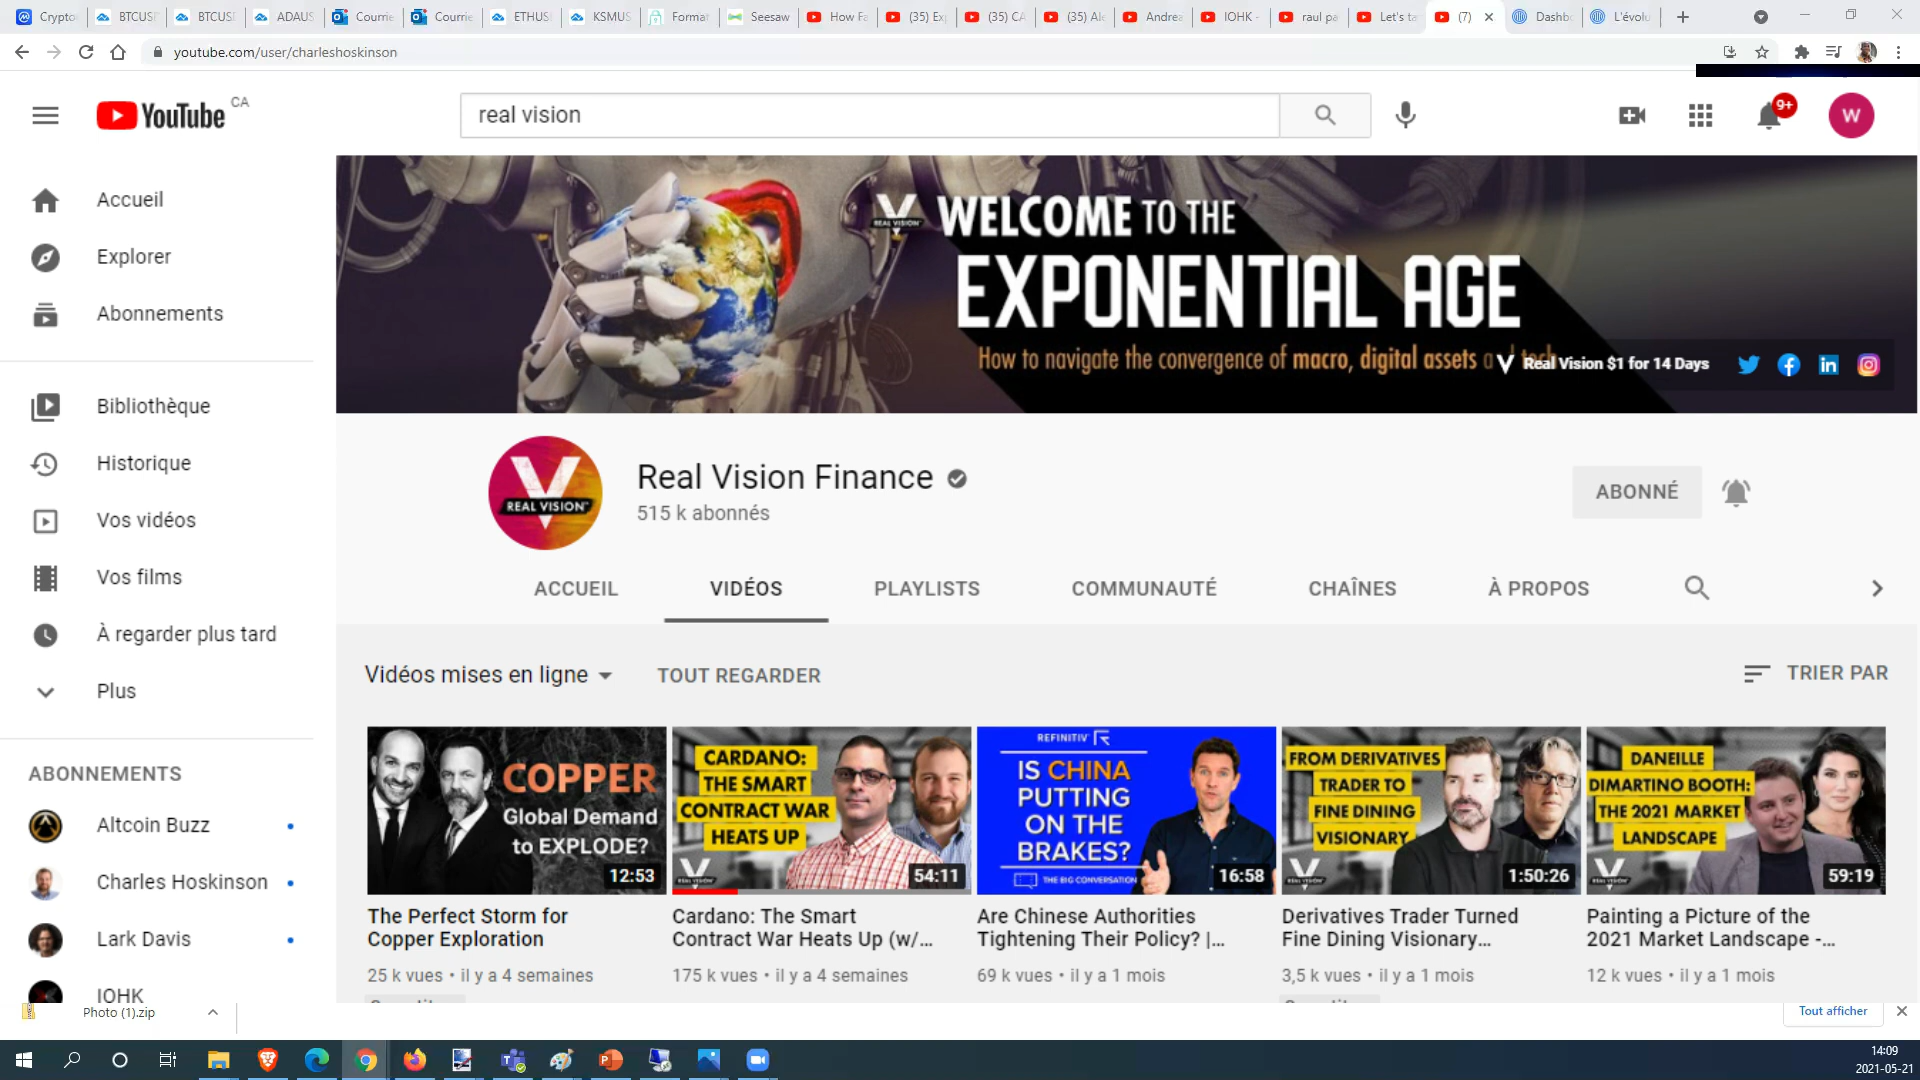 Crypto
BTCUSI
BTCUSI
ADAUS
Courrie
Courrie
ETHUSI
KSMUS
Format
Seesaw
How Fa
(35) Ex
(35) CA
(35) Ale
Andrea
IOHK -
raul pa
Let's ta
(7)
Dashbo
L'évolu
youtube.com/user/charleshoskinson
YouTube CA
real vision
9+
W
Accueil
Explorer
Abonnements
Bibliothèque
Historique
Vos vidéos
Vos films
À regarder plus tard
Plus
ABONNEMENTS
Altcoin Buzz
Charles Hoskinson
Lark Davis
IOHK
REAL VISION
WELCOME TO THE
EXPONENTIAL AGE
How to navigate the convergence of macro, digital assets
Real Vision $1 for 14 Days
REAL VISION
Real Vision Finance
515 k abonnés
ABONNÉ
ACCUEIL
VIDÉOS
PLAYLISTS
COMMUNAUTÉ
CHAÎNES
À PROPOS
Vidéos mises en ligne
TOUT REGARDER
TRIER PAR
COPPER
Global Demand
to EXPLODE?
12:53
The Perfect Storm for
Copper Exploration
25 k vues • il y a 4 semaines
CARDANO:
THE SMART
CONTRACT WAR
HEATS UP
54:11
Cardano: The Smart
Contract War Heats Up (w/...
175 k vues • il y a 4 semaines
REFINITIV
IS CHINA
PUTTING
ON THE
BRAKES?
THE BIG CONVERSATION
16:58
Are Chinese Authorities
Tightening Their Policy? |...
69 k vues • il y a 1 mois
FROM DERIVATIVES
TRADER TO
FINE DINING
VISIONARY
1:50:26
Derivatives Trader Turned
Fine Dining Visionary...
3,5 k vues • il y a 1 mois
DANEILLE
DIMARTINO BOOTH:
THE 2021 MARKET
LANDSCAPE
59:19
Painting a Picture of the
2021 Market Landscape -...
12 k vues • il y a 1 mois
Photo (1).zip
Tout afficher
14:09
2021-05-21